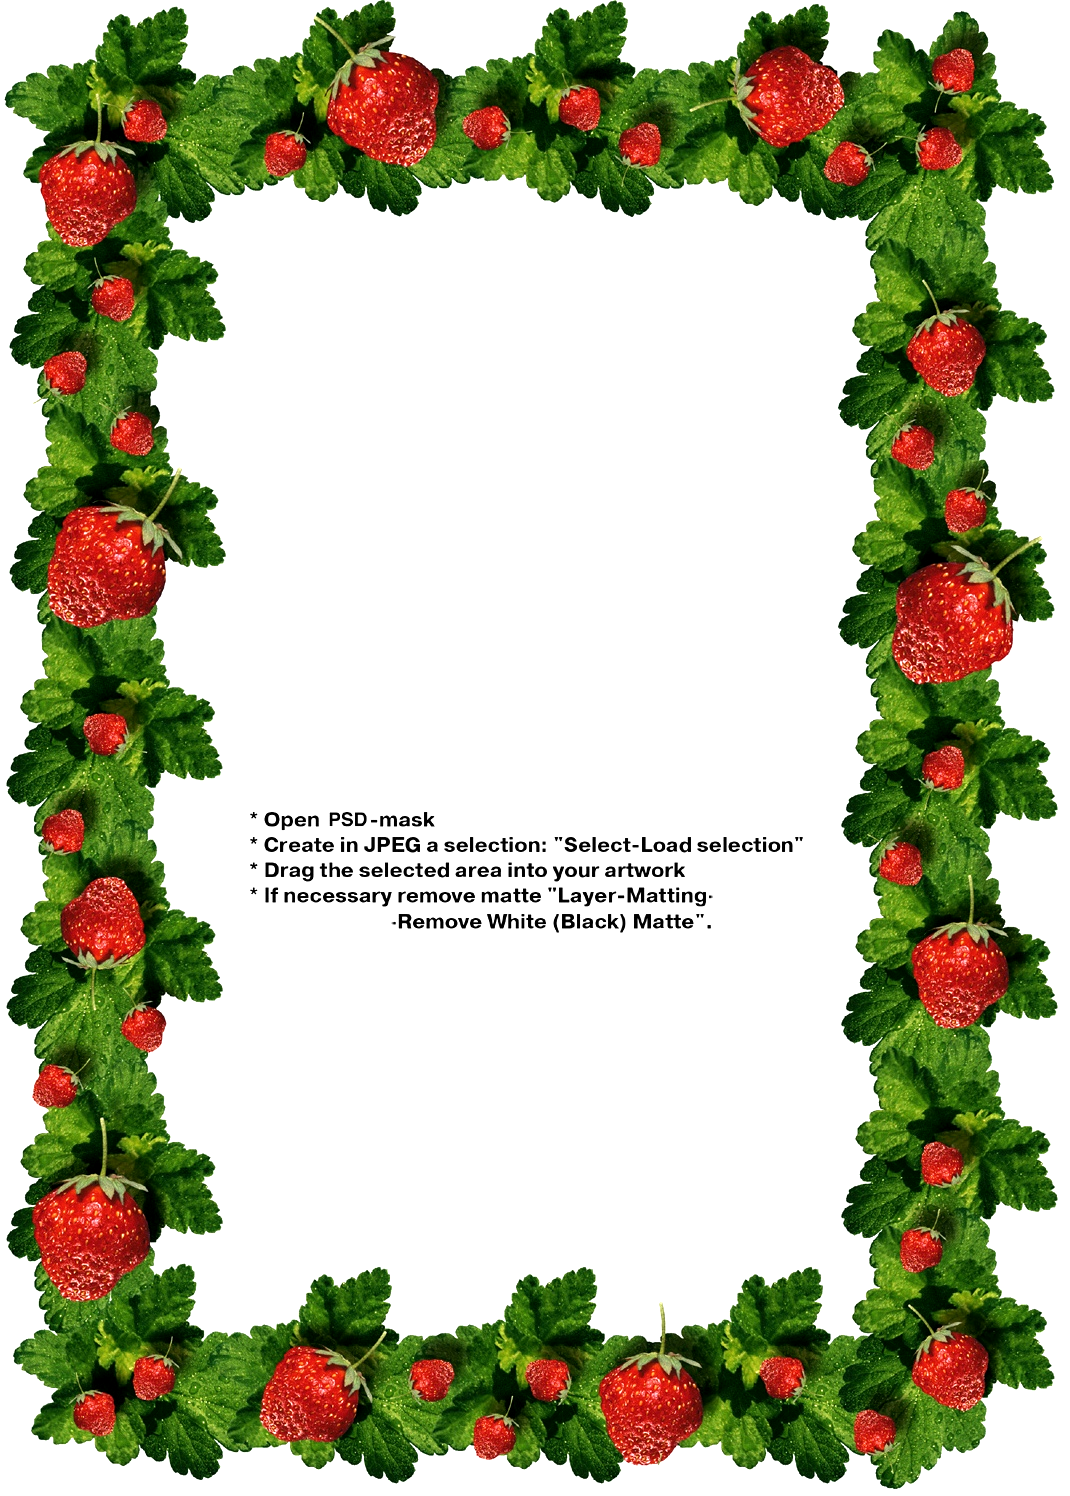 * Open PSD-mask
* Create in JPEG a selection: "Select-Load selection"
* Drag the selected area into your artwork
* If necessary remove matte "Layer-Matting-
-Remove White (Black) Matte".